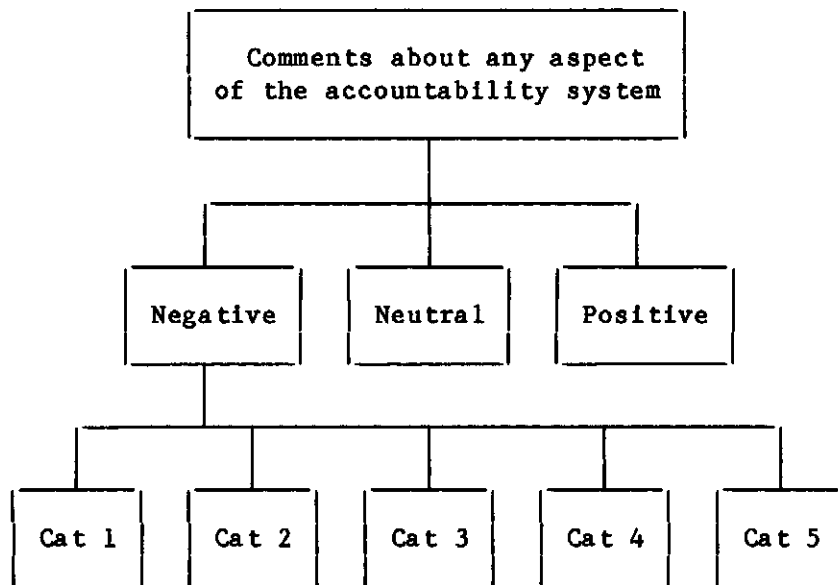 Comments about any aspect
of the accountability system
Negative
Neutral
Positive
Cat 1
Cat 2
Cat 3
Cat 4
Cat 5